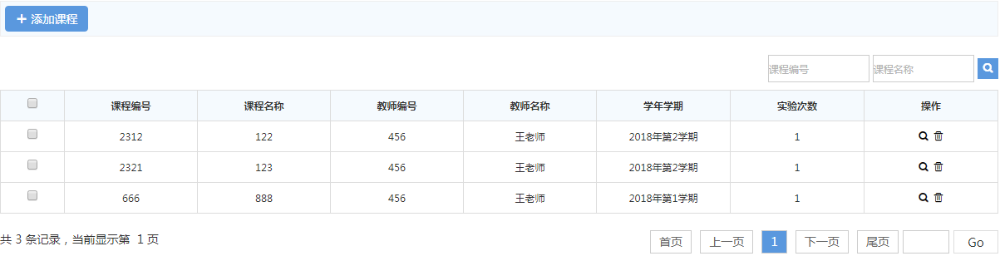 添加课程
课程编号 课程名称
课程编号 课程名称 教师编号 教师名称 学年学期 实验次数 操作
2312 122 456 王老师 2018年第2学期 1
2321 123 456 王老师 2018年第2学期 1
666 888 456 王老师 2018年第1学期 1
共 3 条记录，当前显示第 1 页 首页 上一页 1 下一页 尾页 Go